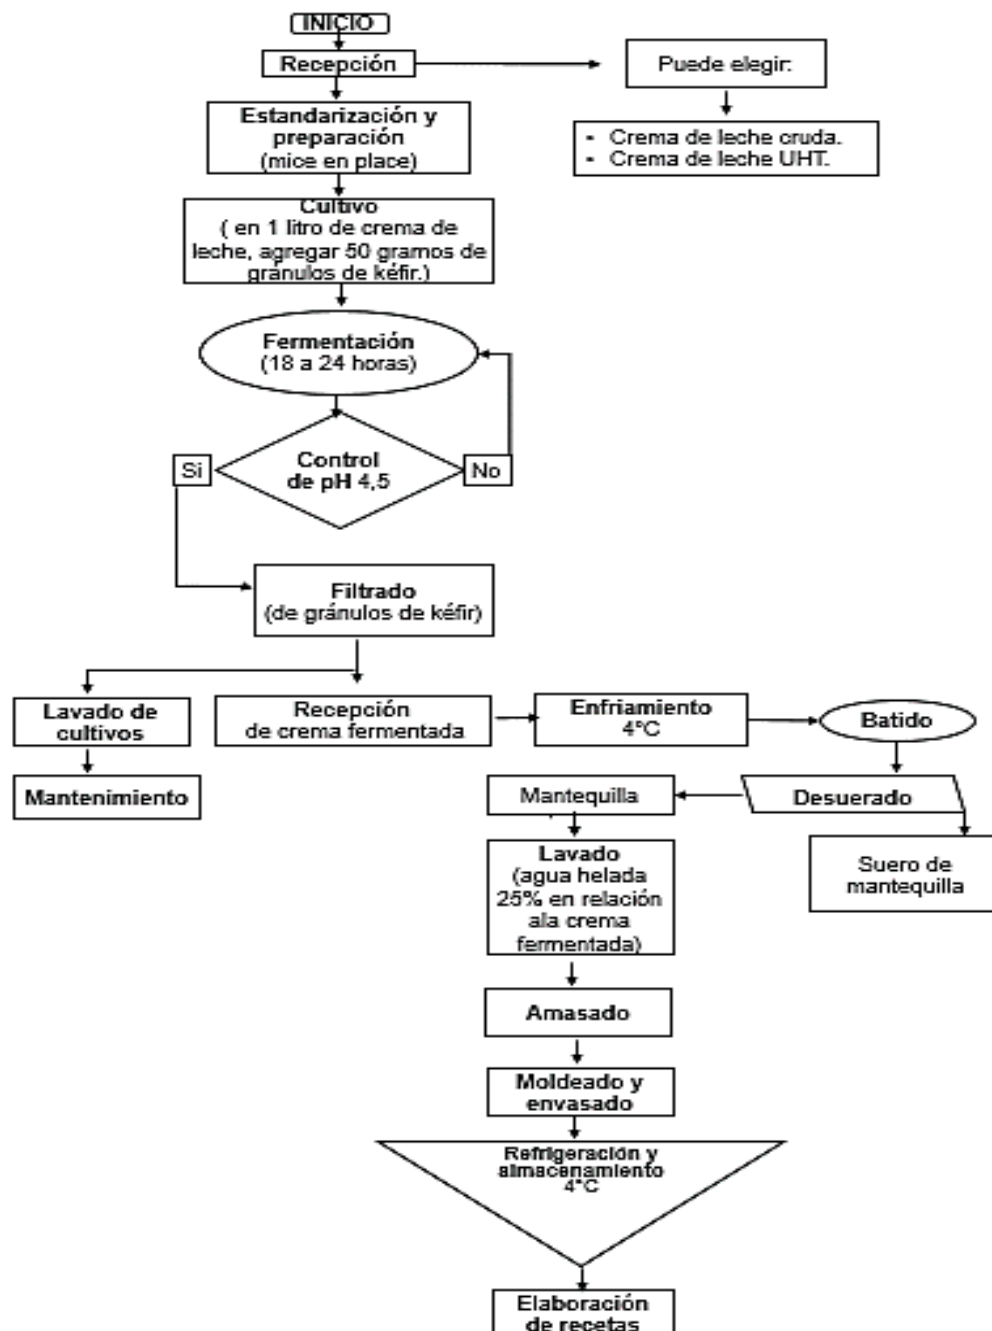 INICIO
Recepción
Puede elegir:
- Crema de leche cruda.
- Crema de leche UHT.
Estandarización y
preparación
(mice en place)
Cultivo
( en 1 litro de crema de
leche, agregar 50 gramos de
gránulos de kéfir.)
Fermentación
(18 a 24 horas)
Control
de pH 4,5
Si
No
Filtrado
(de gránulos de kéfir)
Lavado de
cultivos
Mantenimiento
Recepción
de crema fermentada
Enfriamiento
4°C
Batido
Desuerado
Suero de
mantequilla
Mantequilla
Lavado
(agua helada
25% en relación
ala crema
fermentada)
Amasado
Moldeado y
envasado
Refrigeración y
almacenamiento
4°C
Elaboración
de recetas